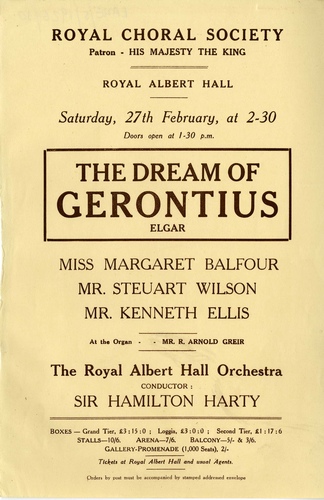 ROYAL CHORAL SOCIETY
Patron - HIS MAJESTY THE KING
ROYAL ALBERT HALL
Saturday, 27th February, at 2-30
Doors open at 1-30 p.m.
THE DREAM OF
GERONTIUS
ELGAR
MISS MARGARET BALFOUR
MR. STEUART WILSON
MR. KENNETH ELLIS
At the Organ - - MR. R. ARNOLD GREIR
The Royal Albert Hall Orchestra
CONDUCTOR :
SIR HAMILTON HARTY
BOXES — Grand Tier, £3 : 15 : 0 ; Loggia, £3 : 0 : 0 ; Second Tier, £1 : 17 : 6
STALLS—10/6. ARENA—7/6. BALCONY—5/- & 3/6.
GALLERY-PROMENADE (1,000 Seats), 2/-
Tickets at Royal Albert Hall and usual Agents.
Orders by post must be accompanied by stamped addressed envelope